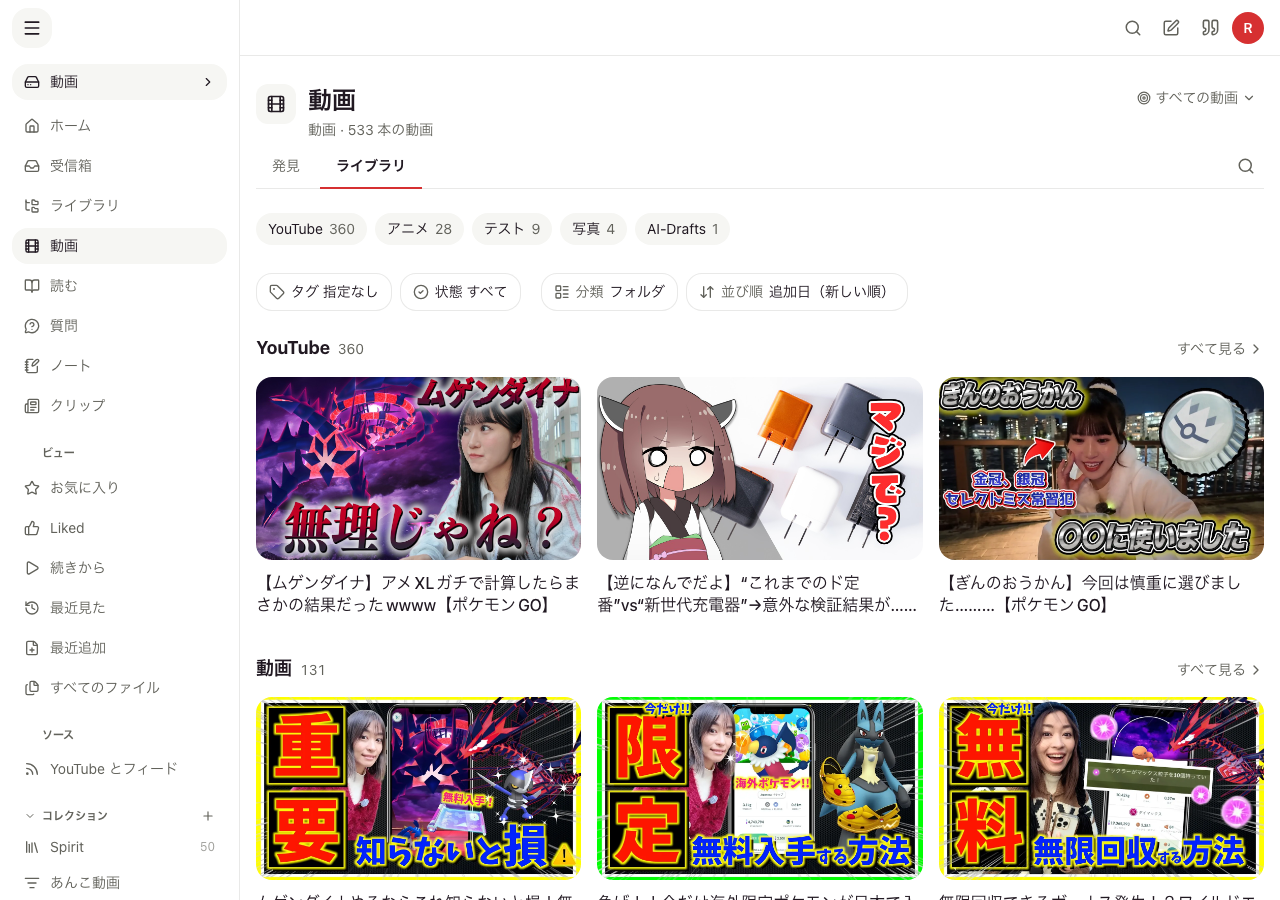 R
動画
ホーム
受信箱
ライブラリ
動画
読む
質問
ノート
クリップ
ビュー
お気に入り
Liked
続きから
最近見た
最近追加
すべてのファイル
ソース
YouTube とフィード
コレクション
Spirit 50
あんこ動画
動画
動画 · 533 本の動画
すべての動画
発見 ライブラリ
YouTube 360 アニメ 28 テスト 9 写真 4 AI-Drafts 1
タグ 指定なし 状態 すべて 分類 フォルダ 並び順 追加日（新しい順）
YouTube 360 すべて見る
ムゲンダイナ
無理じゃね？
マジで？
ぎんのおうかん
金冠、銀冠
セレクトミス常習犯
〇〇に使いました
【ムゲンダイナ】アメXLガチで計算したらま
さかの結果だったwwww【ポケモンGO】
【逆になんでだよ】“これまでのド定
番”vs“新世代充電器”→意外な検証結果が……
【ぎんのおうかん】今回は慎重に選びまし
た………【ポケモンGO】
動画 131 すべて見る
重要
無料入手！
知らないと損
今だけ!!
限定
海外ポケモン!!
無料入手する方法
今だけ!!
無料
無限回収する方法